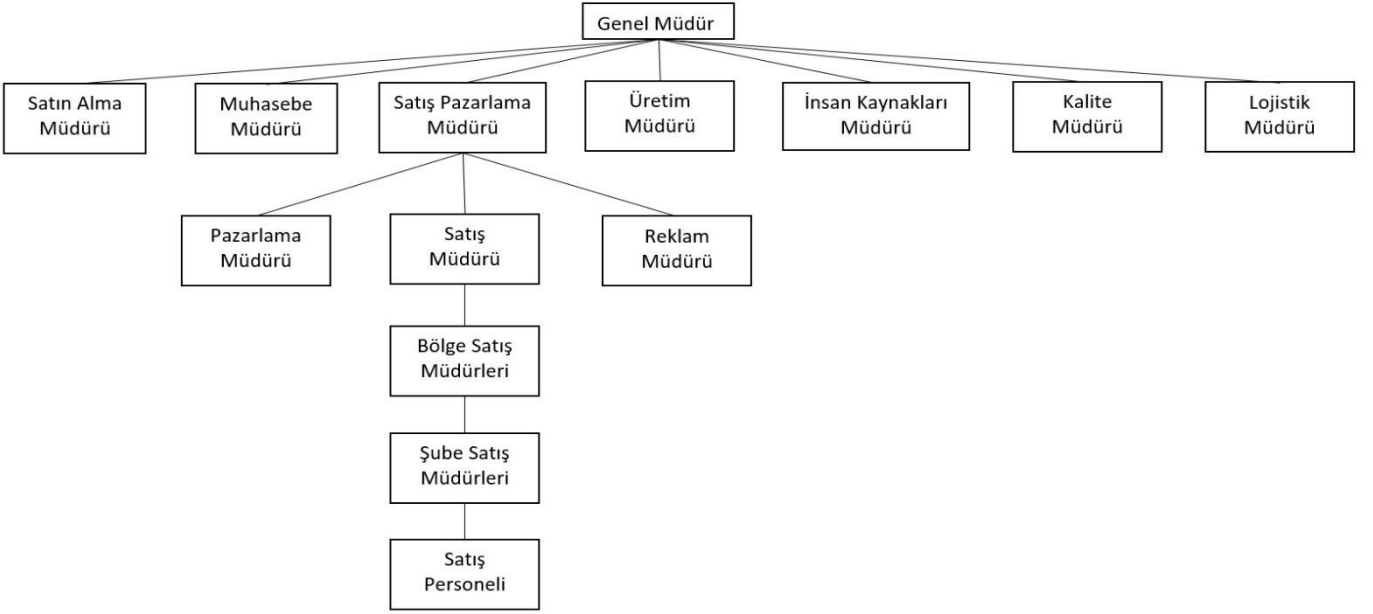 Genel Müdür
Satın Alma
Müdürü
Muhasebe
Müdürü
Satış Pazarlama
Müdürü
Üretim
Müdürü
İnsan Kaynakları
Müdürü
Kalite
Müdürü
Lojistik
Müdürü
Pazarlama
Müdürü
Satış
Müdürü
Reklam
Müdürü
Bölge Satış
Müdürleri
Şube Satış
Müdürleri
Satış
Personeli